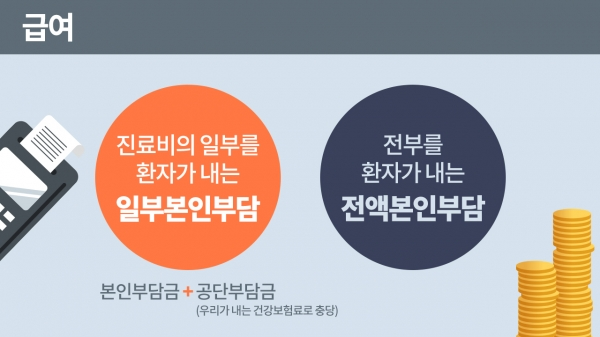 급여
진료비의 일부를
환자가 내는
일부본인부담
전부를
환자가 내는
전액본인부담
본인부담금 + 공단부담금
(우리가 내는 건강보험료로 충당)